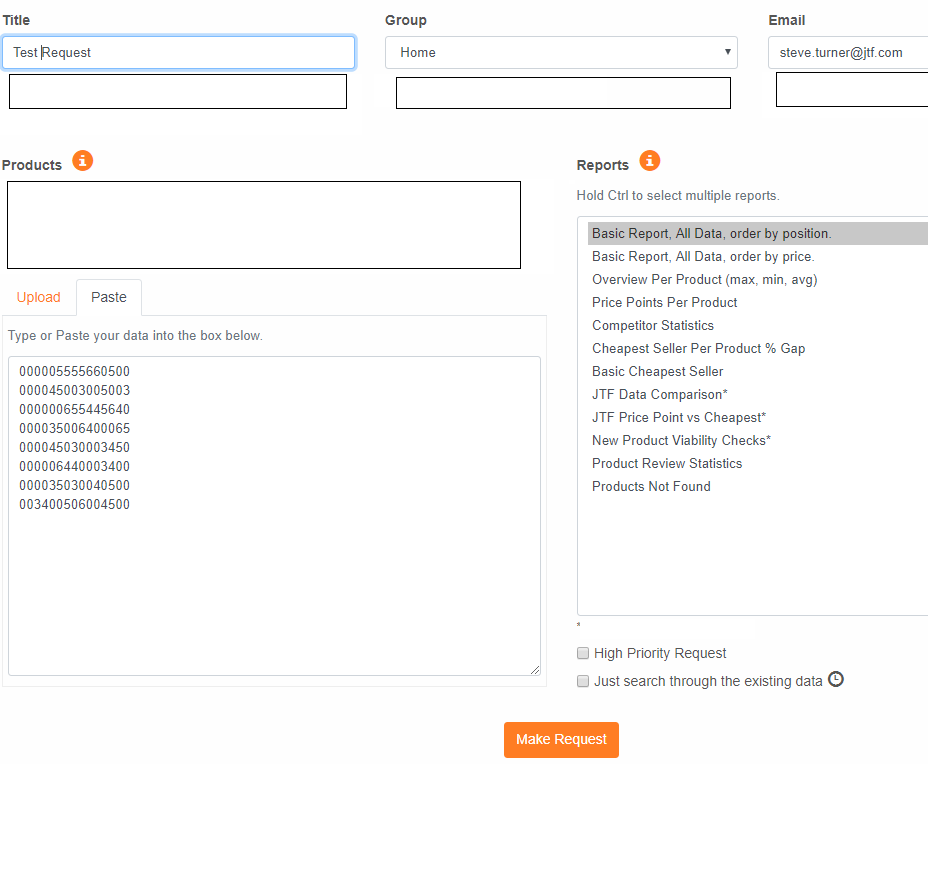 Title
Group
Email
Test Request
Home
steve.turner@jtf.com
Products
Reports
Hold Ctrl to select multiple reports.
Upload
Paste
Type or Paste your data into the box below.
000005555660500
000045003005003
000000655445640
000035006400065
000045030003450
000006440003400
000035030040500
003400506004500
Basic Report, All Data, order by position.
Basic Report, All Data, order by price.
Overview Per Product (max, min, avg)
Price Points Per Product
Competitor Statistics
Cheapest Seller Per Product % Gap
Basic Cheapest Seller
JTF Data Comparison*
JTF Price Point vs Cheapest*
New Product Viability Checks*
Product Review Statistics
Products Not Found
*
High Priority Request
Just search through the existing data
Make Request